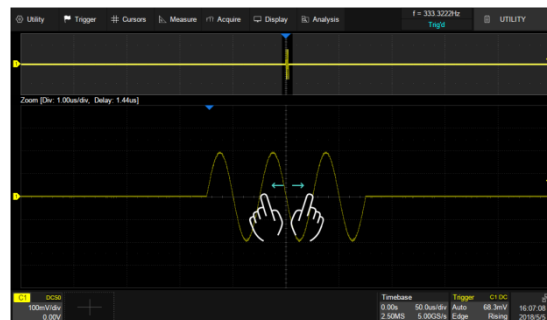 Utility Trigger Cursors Measure Acquire Display Analysis
f = 333.3222Hz
Trig'd
UTILITY
Zoom [Div: 1.00us/div, Delay: 1.44us]
C1 DC50
100mV/div
0.00V
Timebase
0.00s 50.0us/div
2.50MS 5.00GS/s
Trigger C1 DC
Auto 68.3mV
Edge Rising
16:07:08
2018/5/5